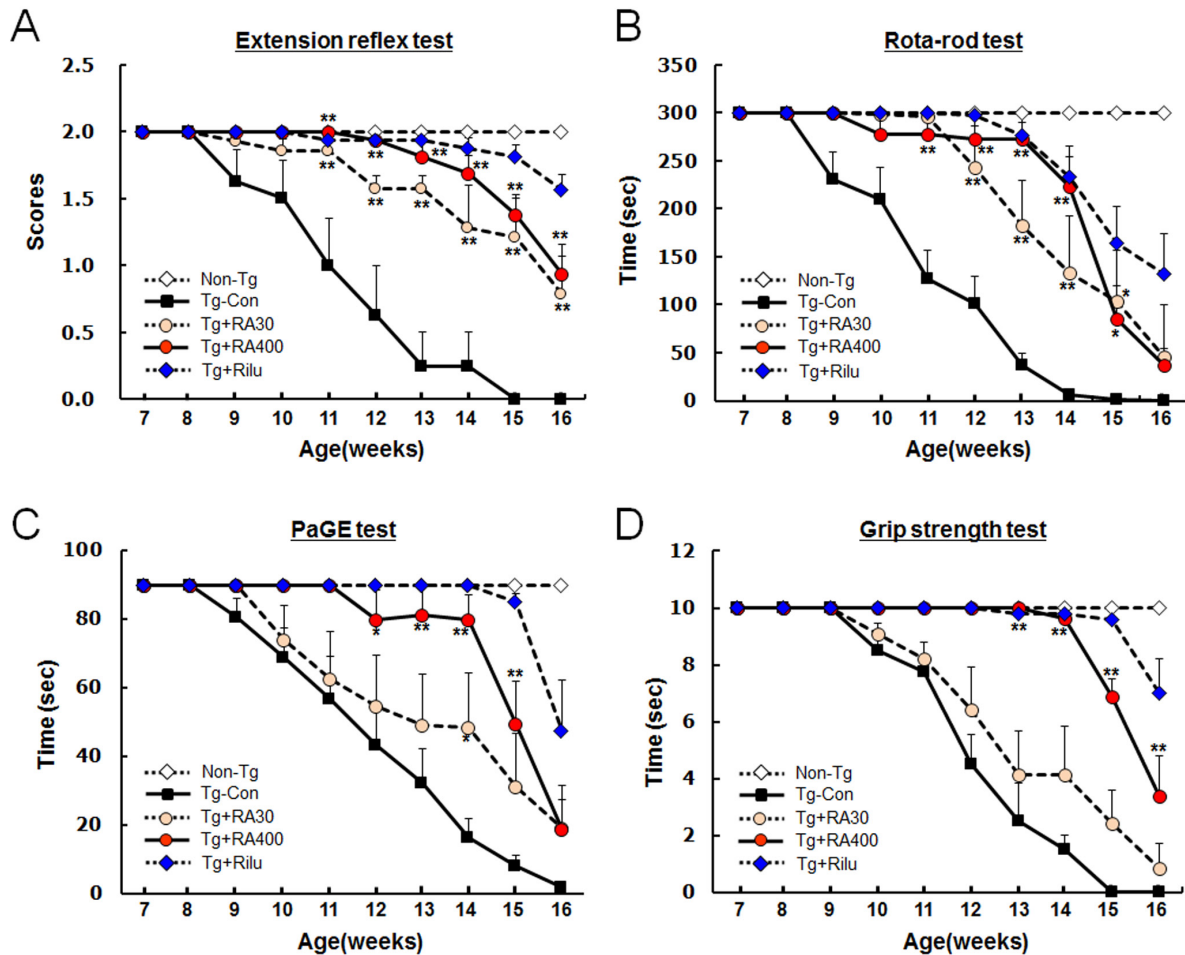 A
Extension reflex test
2.5
2.0
1.5
1.0
0.5
0.0
Scores
**
**
**
**
**
**
**
**
**
**
**
Non-Tg
Tg-Con
Tg+RA30
Tg+RA400
Tg+Rilu
7 8 9 10 11 12 13 14 15 16
Age(weeks)
B
Rota-rod test
350
300
250
200
150
100
50
0
Time (sec)
**
**
**
**
**
**
**
*
*
Non-Tg
Tg-Con
Tg+RA30
Tg+RA400
Tg+Rilu
7 8 9 10 11 12 13 14 15 16
Age(weeks)
C
PaGE test
100
80
60
40
20
0
Time (sec)
*
**
**
**
*
Non-Tg
Tg-Con
Tg+RA30
Tg+RA400
Tg+Rilu
7 8 9 10 11 12 13 14 15 16
Age(weeks)
D
Grip strength test
12
10
8
6
4
2
0
Time (sec)
**
**
**
**
Non-Tg
Tg-Con
Tg+RA30
Tg+RA400
Tg+Rilu
7 8 9 10 11 12 13 14 15 16
Age(weeks)